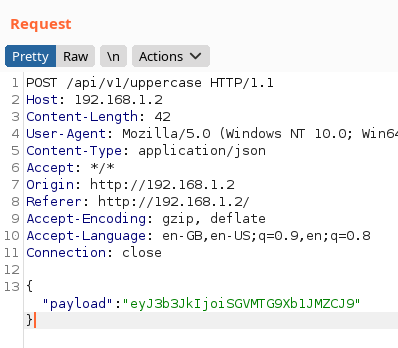 Request
Pretty Raw \n Actions
1 POST /api/v1/uppercase HTTP/1.1
2 Host: 192.168.1.2
3 Content-Length: 42
4 User-Agent: Mozilla/5.0 (Windows NT 10.0; Win64
5 Content-Type: application/json
6 Accept: */*
7 Origin: http://192.168.1.2
8 Referer: http://192.168.1.2/
9 Accept-Encoding: gzip, deflate
10 Accept-Language: en-GB,en-US;q=0.9,en;q=0.8
11 Connection: close
12
13 {
"payload":"eyJ3b3JkIjoiSGVMTG9Xb1JMZCJ9"
}